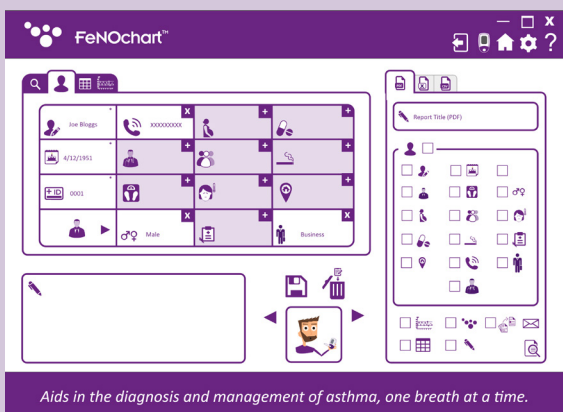 FeNOchart™
X
?
Joe Bloggs
*
XXXXXXXXX
X
+
+
4/12/1951
*
+
+
+
+ ID
0001
*
+
+
+
Male
X
+
Business
X
Report Title (PDF)
Aids in the diagnosis and management of asthma, one breath at a time.